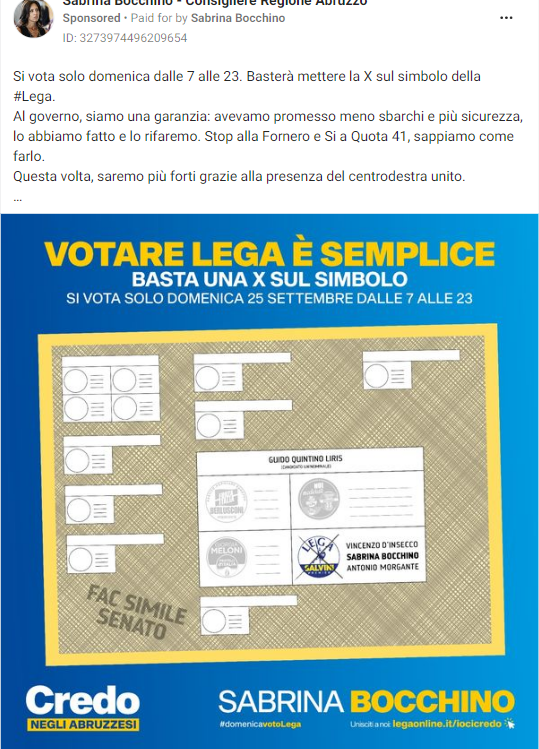 Sabrina Bocchino - Consigliere Regione Abruzzo
Sponsored • Paid for by Sabrina Bocchino
ID: 3273974496209654
Si vota solo domenica dalle 7 alle 23. Basterà mettere la X sul simbolo della
#Lega.
Al governo, siamo una garanzia: avevamo promesso meno sbarchi e più sicurezza,
lo abbiamo fatto e lo rifaremo. Stop alla Fornero e Si a Quota 41, sappiamo come
farlo.
Questa volta, saremo più forti grazie alla presenza del centrodestra unito.
...
VOTARE LEGA È SEMPLICE
BASTA UNA X SUL SIMBOLO
SI VOTA SOLO DOMENICA 25 SETTEMBRE DALLE 7 ALLE 23
GUIDO QUINTINO LIRIS
(CANDIDATO UNINOMINALE)
BERLUSCONI
MELONI
LEGA
SALVINI
VINCENZO D'INSECCO
SABRINA BOCCHINO
ANTONIO MORGANTE
FAC SIMILE
SENATO
Credo
NEGLI ABRUZZESI
SABRINA BOCCHINO
#domenicavotoLega
Unisciti a noi: legaonline.it/iocicredo